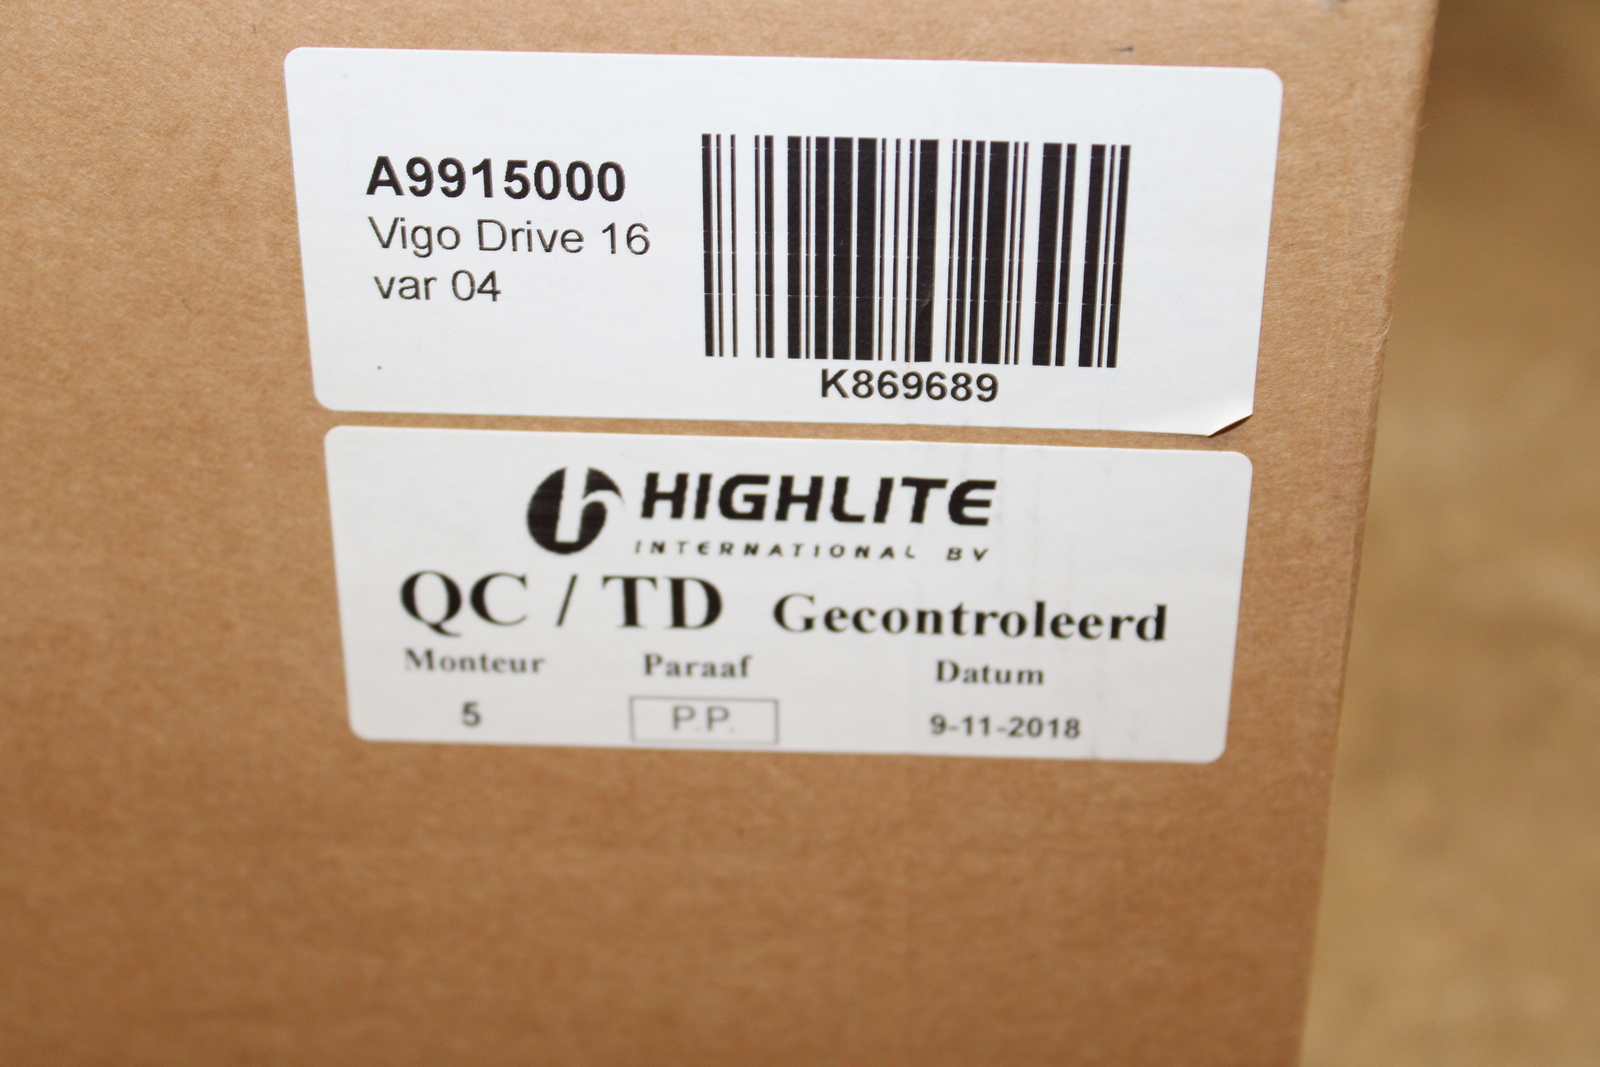 A9915000
Vigo Drive 16
var 04
K869689
HIGHLITE
INTERNATIONAL BV
QC / TD Gecontroleerd
Monteur Paraaf Datum
5 P.P. 9-11-2018